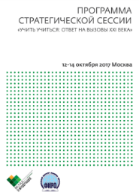 ПРОГРАММА
СТРАТЕГИЧЕСКОЙ СЕССИИ
«УЧИТЬ УЧИТЬСЯ: ОТВЕТ НА ВЫЗОВЫ XXI ВЕКА»
12-14 октября 2017 Москва